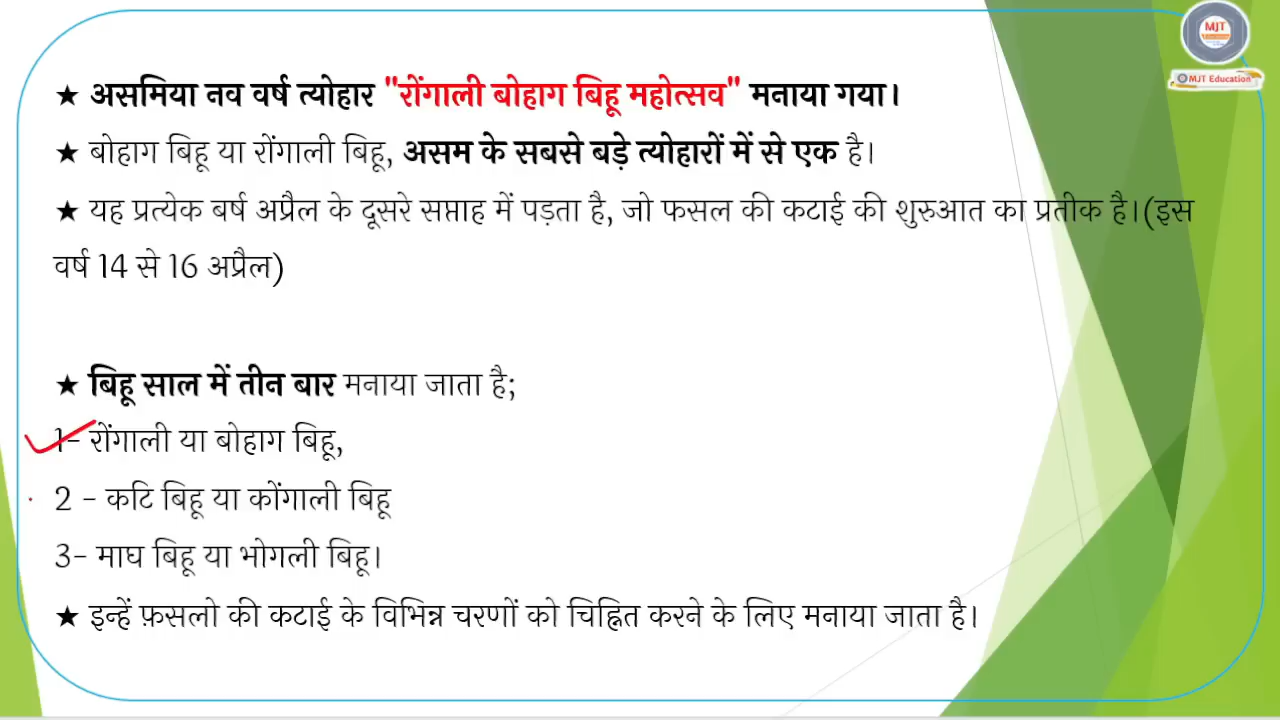 MJT
MJT Education
★ असमिया नव वर्ष त्योहार "रोंगाली बोहाग बिहू महोत्सव" मनाया गया।
★ बोहाग बिहू या रोंगाली बिहू, असम के सबसे बड़े त्योहारों में से एक है।
★ यह प्रत्येक बर्ष अप्रैल के दूसरे सप्ताह में पड़ता है, जो फसल की कटाई की शुरुआत का प्रतीक है।(इस
वर्ष 14 से 16 अप्रैल)
★ बिहू साल में तीन बार मनाया जाता है;
1- रोंगाली या बोहाग बिहू,
2 - कटि बिहू या कोंगाली बिहू
3- माघ बिहू या भोगली बिहू।
★ इन्हें फ़सलो की कटाई के विभिन्न चरणों को चिह्नित करने के लिए मनाया जाता है।